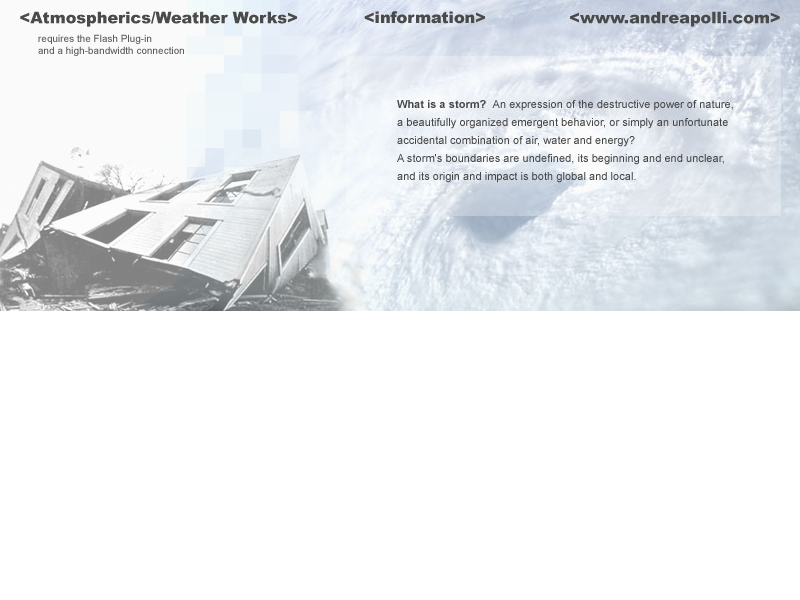 <Atmospherics/Weather Works>
<information>
<www.andreapolli.com>
requires the Flash Plug-in
and a high-bandwidth connection
What is a storm? An expression of the destructive power of nature,
a beautifully organized emergent behavior, or simply an unfortunate
accidental combination of air, water and energy?
A storm's boundaries are undefined, its beginning and end unclear,
and its origin and impact is both global and local.